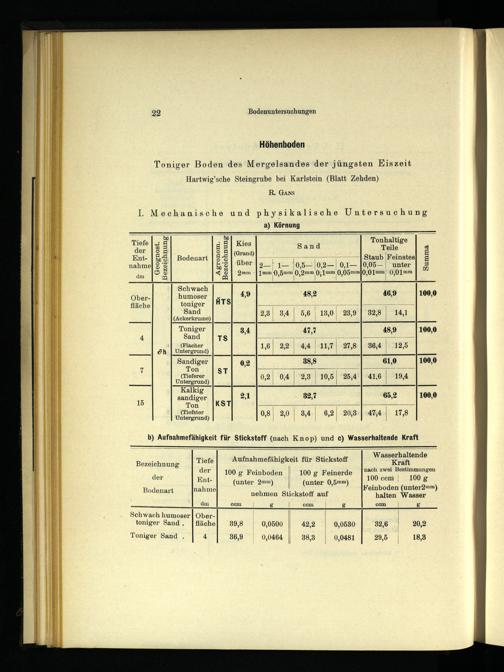 22 Bodenuntersuchungen
Höhenboden
Toniger Boden des Mergelsandes der jüngsten Eiszeit
Hartwig'sche Steingrube bei Karlstein (Blatt Zehden)
R. Gans
I. Mechanische und physikalische Untersuchung
a) Körnung
Tiefe der Ent-nahme dm | Geognost. Bezeichnung | Bodenart | Agronom. Bezeichnung | Kies (Grand) über 2mm | Sand | Tonhaltige Teile | Summa
2—1mm | 1—0,5mm | 0,5—0,2mm | 0,2—0,1mm | 0,1—0,05mm | Staub 0,05—0,01mm | Feinstes unter 0,01mm
Ober-fläche | Schwach humoser toniger Sand (Ackerkrume) | H̆TS | 4,9 | 48,2 | 46,9 | 100,0
2,3 3,4 5,6 13,0 23,9 32,8 14,1
4 | Toniger Sand (Flacher Untergrund) | TS | 3,4 | 47,7 | 48,9 | 100,0
1,6 2,2 4,4 11,7 27,8 36,4 12,5
∂h
7 | Sandiger Ton (Tieferer Untergrund) | ST | 0,2 | 38,8 | 61,0 | 100,0
0,2 0,4 2,3 10,5 25,4 41,6 19,4
15 | Kalkig sandiger Ton (Tiefster Untergrund) | KST | 2,1 | 32,7 | 65,2 | 100,0
0,8 2,0 3,4 6,2 20,3 47,4 17,8
b) Aufnahmefähigkeit für Stickstoff (nach Knop) und c) Wasserhaltende Kraft
Bezeichnung der Bodenart | Tiefe der Ent-nahme dm | Aufnahmefähigkeit für Stickstoff | Wasserhaltende Kraft nach zwei Bestimmungen
100 g Feinboden (unter 2mm) | 100 g Feinerde (unter 0,5mm) | 100 ccm | 100 g
nehmen Stickstoff auf | Feinboden (unter 2mm) halten Wasser
ccm g ccm g ccm g
Schwach humoser toniger Sand . | Ober-fläche | 39,8 | 0,0500 | 42,2 | 0,0530 | 32,6 | 20,2
Toniger Sand . | 4 | 36,9 | 0,0464 | 38,3 | 0,0481 | 29,5 | 18,3